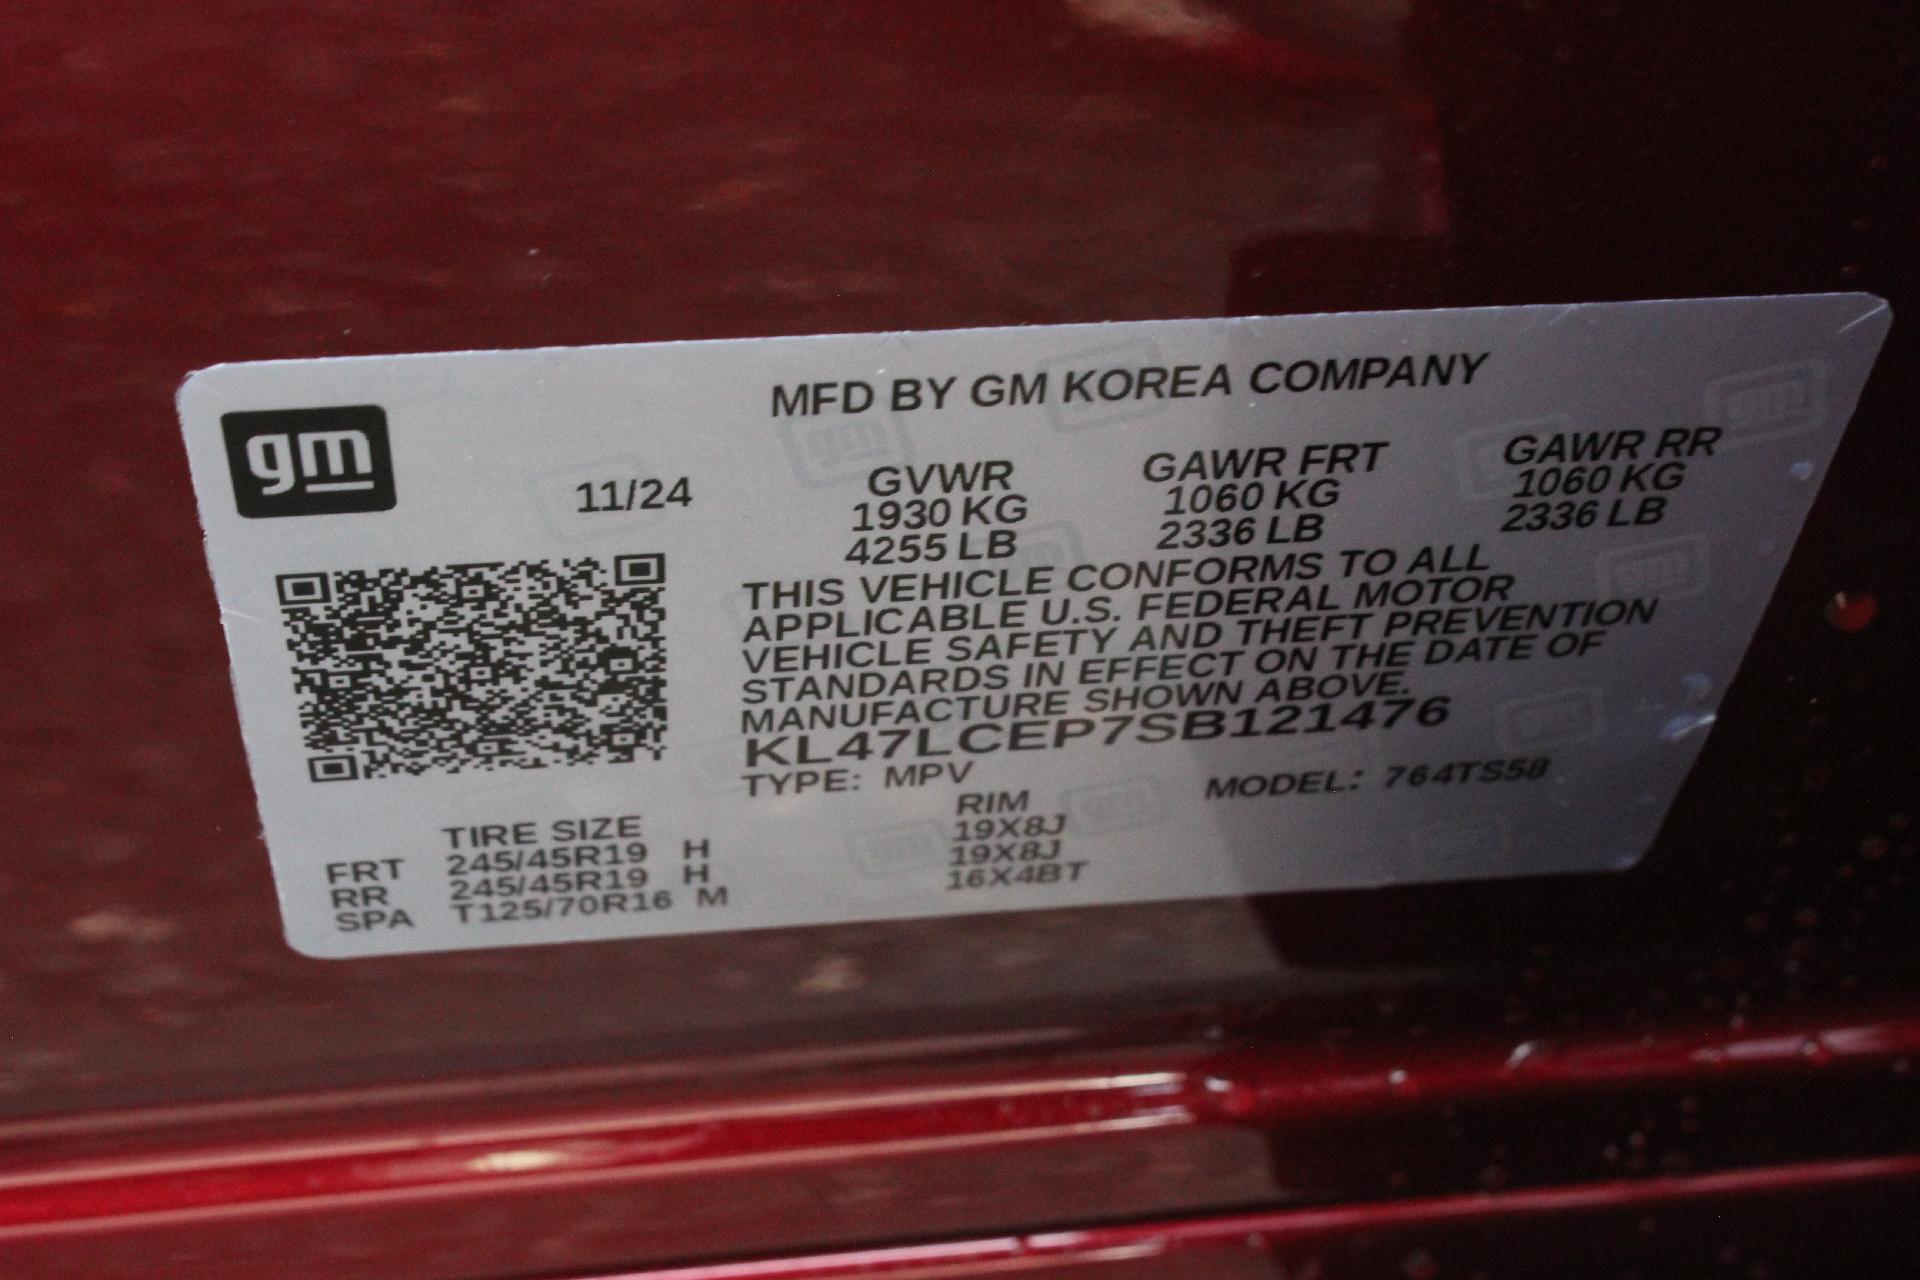 MFD BY GM KOREA COMPANY
gm
11/24
GVWR GAWR FRT GAWR RR
1930 KG 1060 KG 1060 KG
4255 LB 2336 LB 2336 LB
THIS VEHICLE CONFORMS TO ALL
APPLICABLE U.S. FEDERAL MOTOR
VEHICLE SAFETY AND THEFT PREVENTION
STANDARDS IN EFFECT ON THE DATE OF
MANUFACTURE SHOWN ABOVE.
KL47LCEP7SB121476
TYPE: MPV MODEL: 764TS58
TIRE SIZE RIM
FRT 245/45R19 H 19X8J
RR 245/45R19 H 19X8J
SPA T125/70R16 M 16X4BT